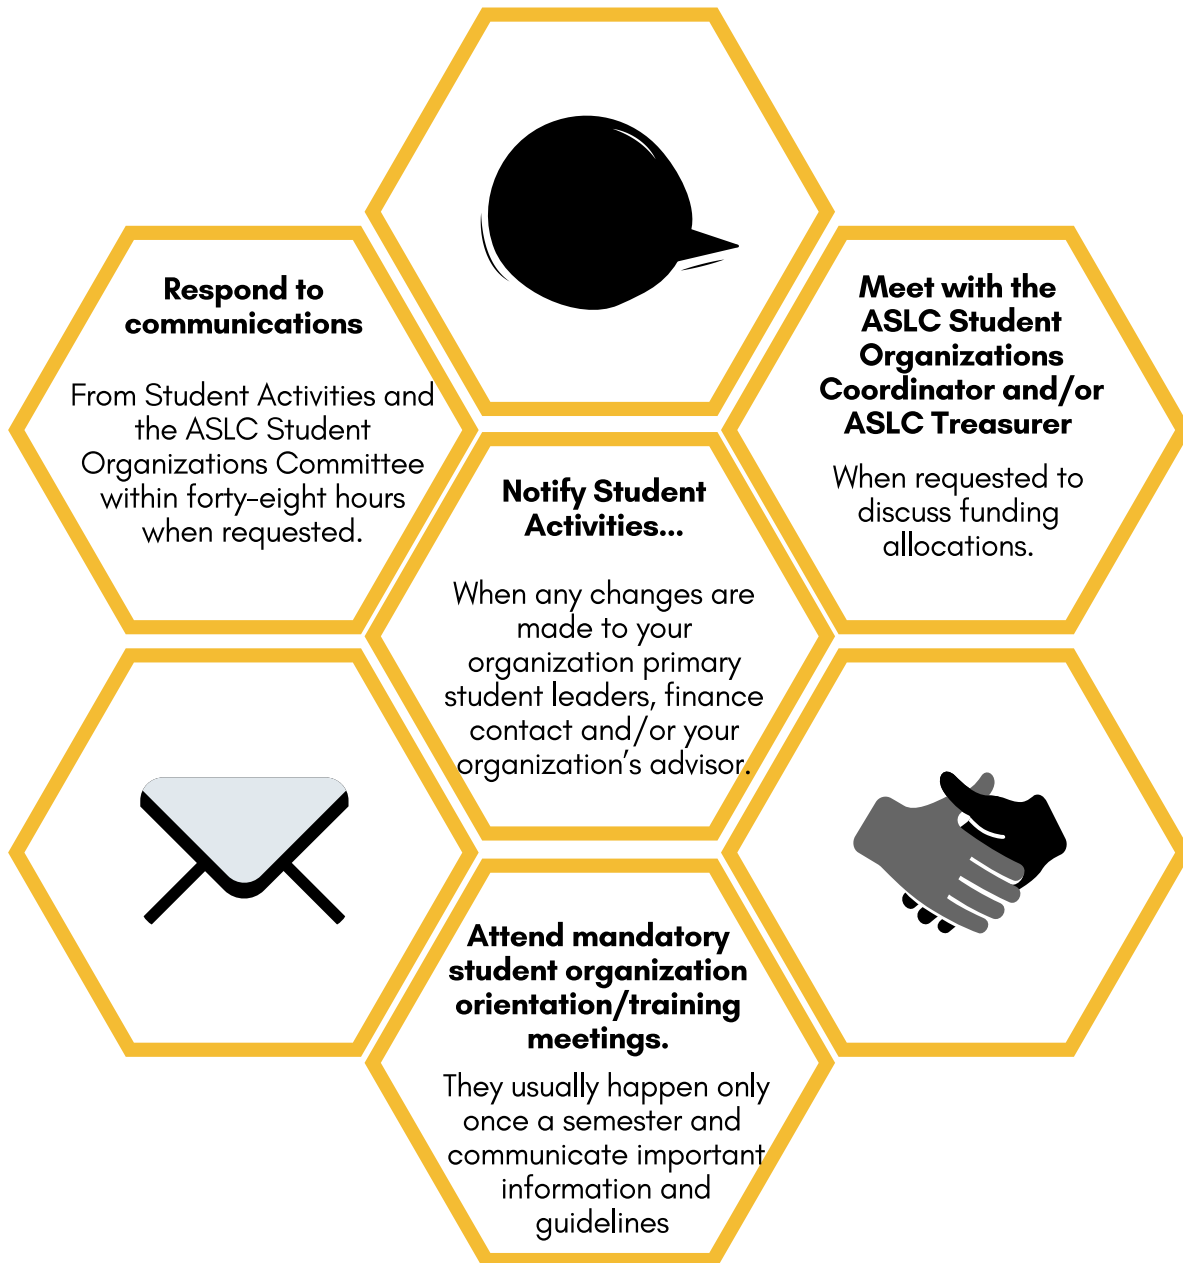 Respond to
communications
From Student Activities and
the ASLC Student
Organizations Committee
within forty-eight hours
when requested.
Meet with the
ASLC Student
Organizations
Coordinator and/or
ASLC Treasurer
When requested to
discuss funding
allocations.
Notify Student
Activities...
When any changes are
made to your
organization primary
student leaders, finance
contact and/or your
organization's advisor.
Attend mandatory
student organization
orientation/training
meetings.
They usually happen only
once a semester and
communicate important
information and
guidelines